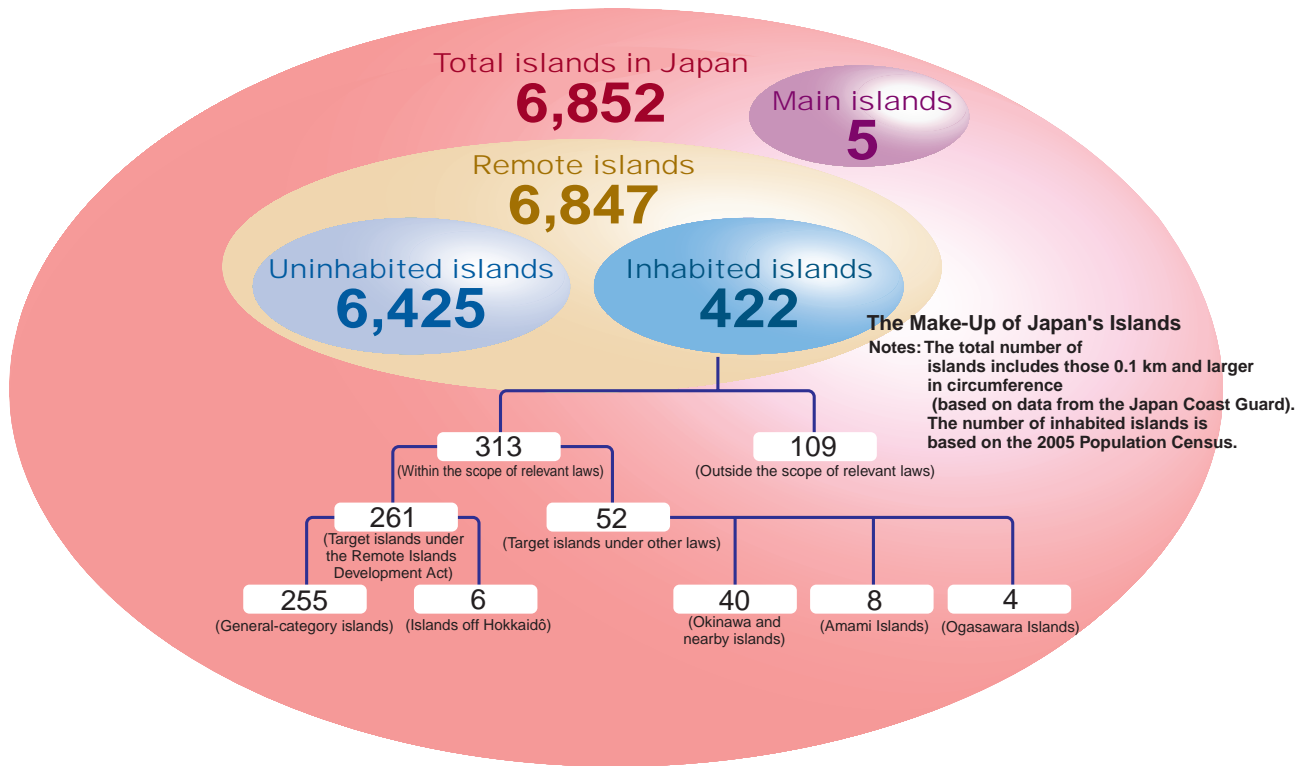 Total islands in Japan
6,852
Main islands
5
Remote islands
6,847
Uninhabited islands
6,425
Inhabited islands
422
The Make-Up of Japan's Islands
Notes: The total number of
islands includes those 0.1 km and larger
in circumference
(based on data from the Japan Coast Guard).
The number of inhabited islands is
based on the 2005 Population Census.
313
(Within the scope of relevant laws)
109
(Outside the scope of relevant laws)
261
(Target islands under
the Remote Islands
Development Act)
52
(Target islands under other laws)
255
(General-category islands)
6
(Islands off Hokkaidô)
40
(Okinawa and
nearby islands)
8
(Amami Islands)
4
(Ogasawara Islands)